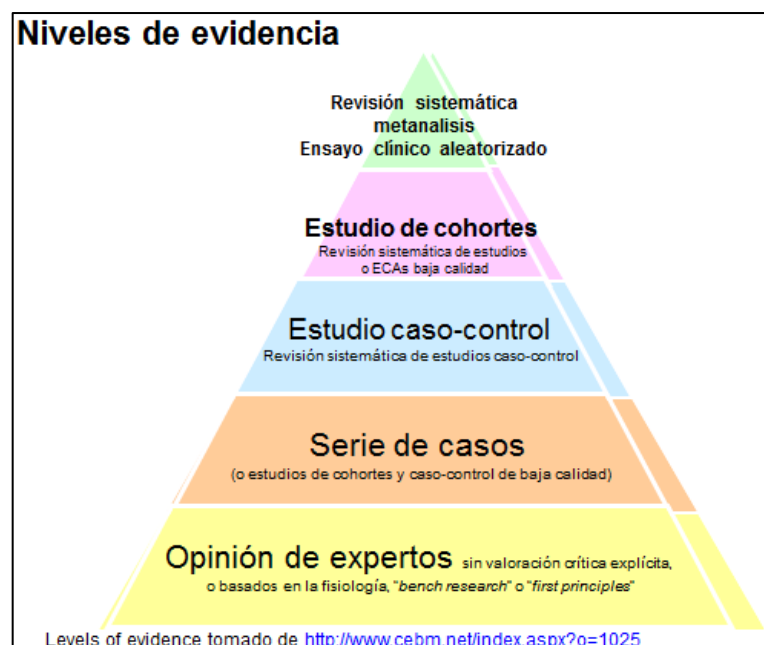 Niveles de evidencia
Revisión sistemática
metanalisis
Ensayo clínico aleatorizado
Estudio de cohortes
Revisión sistemática de estudios
o ECAs baja calidad
Estudio caso-control
Revisión sistemática de estudios caso-control
Serie de casos
(o estudios de cohortes y caso-control de baja calidad)
Opinión de expertos sin valoración crítica explícita,
o basados en la fisiología, "bench research" o "first principles"
Levels of evidence tomado de http://www.cebm.net/index.aspx?o=1025